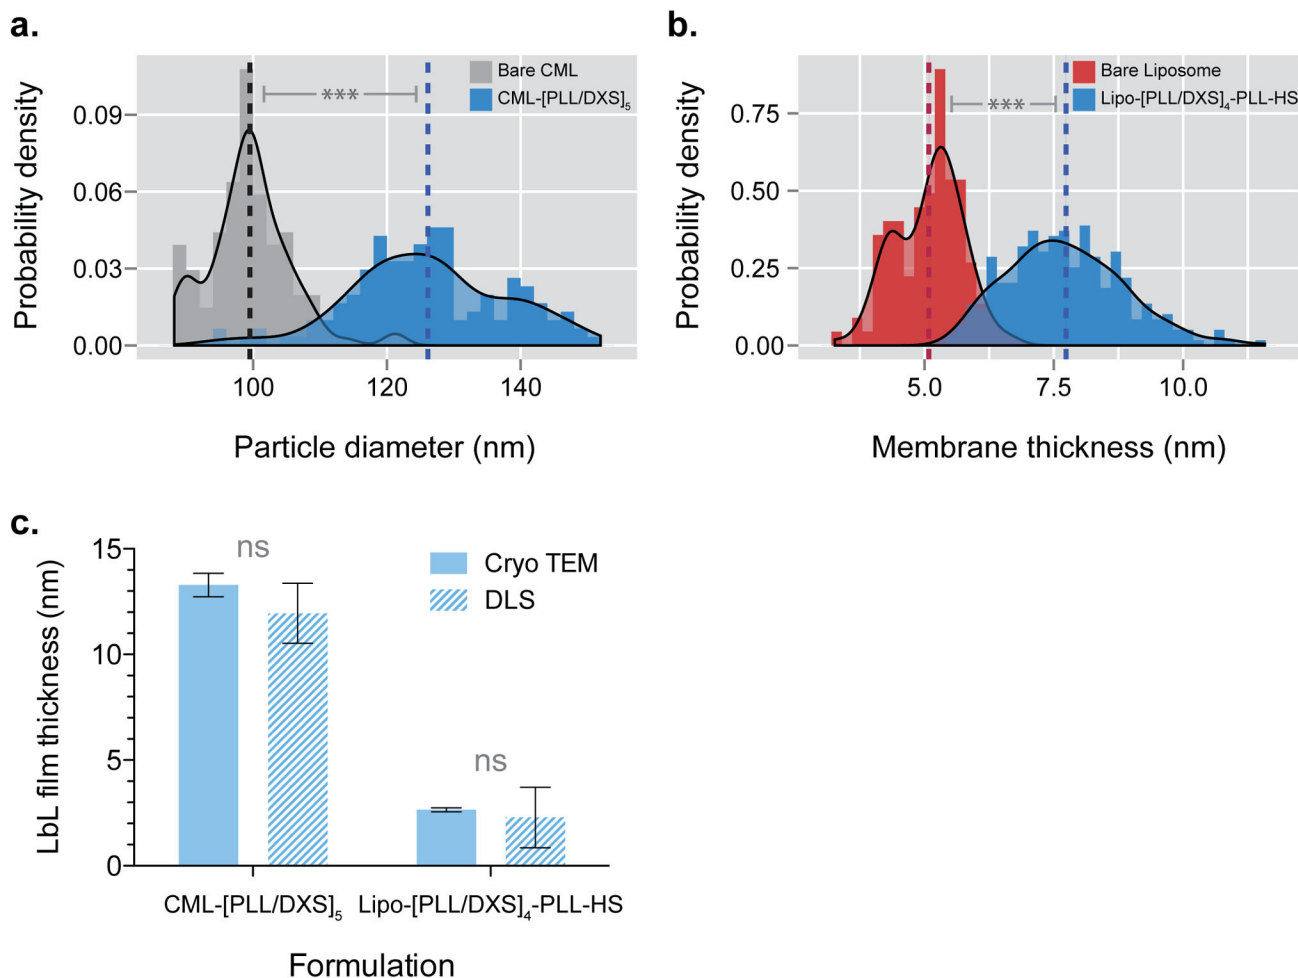 a.
Probability density
0.09
0.06
0.03
0.00
Bare CML
CML-[PLL/DXS]₅
***
100
120
140
Particle diameter (nm)
b.
Probability density
0.75
0.50
0.25
0.00
Bare Liposome
Lipo-[PLL/DXS]₄-PLL-HS
***
5.0
7.5
10.0
Membrane thickness (nm)
c.
LbL film thickness (nm)
15
10
5
0
ns
ns
Cryo TEM
DLS
CML-[PLL/DXS]₅
Lipo-[PLL/DXS]₄-PLL-HS
Formulation